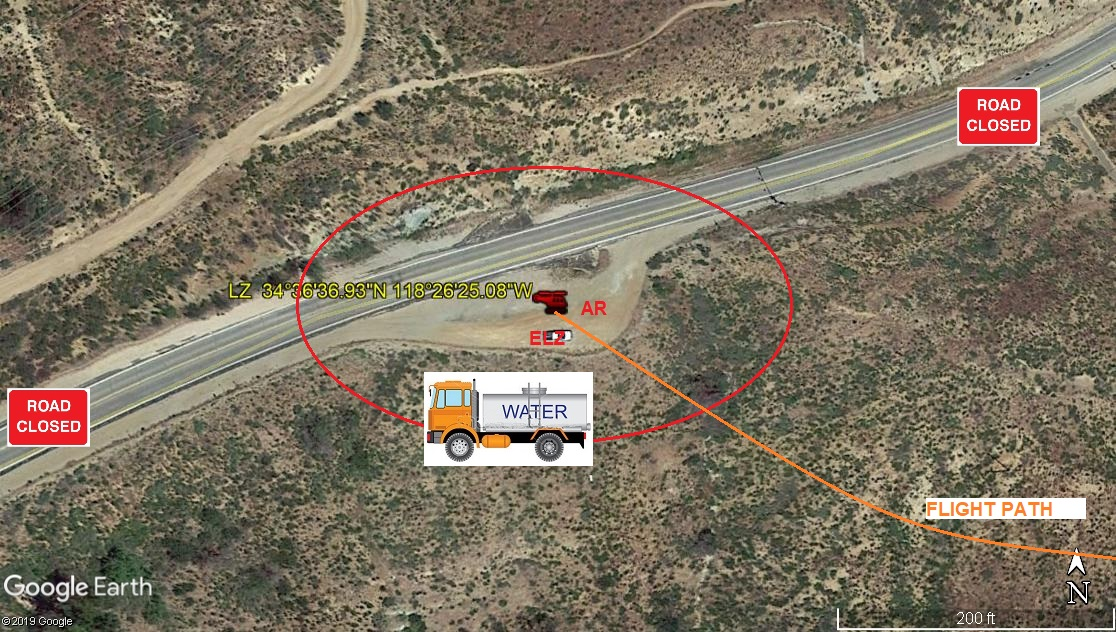 ROAD
CLOSED
LZ 34°36'36.93"N 118°26'25.08"W
AR
ROAD
CLOSED
WATER
FLIGHT PATH
Google Earth
N
©2019 Google
200 ft